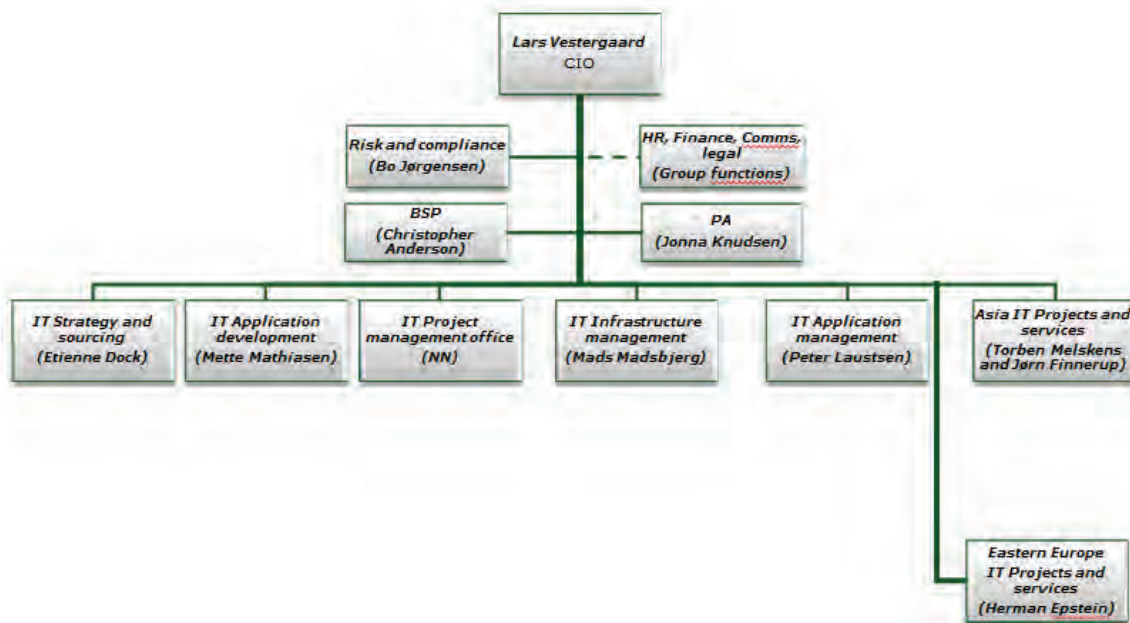 Lars Vestergaard
CIO
Risk and compliance
(Bo Jørgensen)
HR, Finance, Comms,
legal
(Group functions)
BSP
(Christopher
Anderson)
PA
(Jonna Knudsen)
IT Strategy and
sourcing
(Etienne Dock)
IT Application
development
(Mette Mathiasen)
IT Project
management office
(NN)
IT Infrastructure
management
(Mads Madsbjerg)
IT Application
management
(Peter Laustsen)
Asia IT Projects and
services
(Torben Melskens
and Jørn Finnerup)
Eastern Europe
IT Projects and
services
(Herman Epstein)